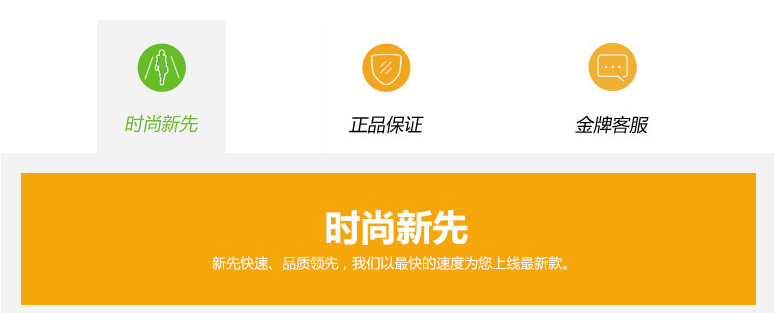 时尚新先
正品保证
金牌客服
时尚新先
新先快速、品质领先，我们以最快的速度为您上线最新款。